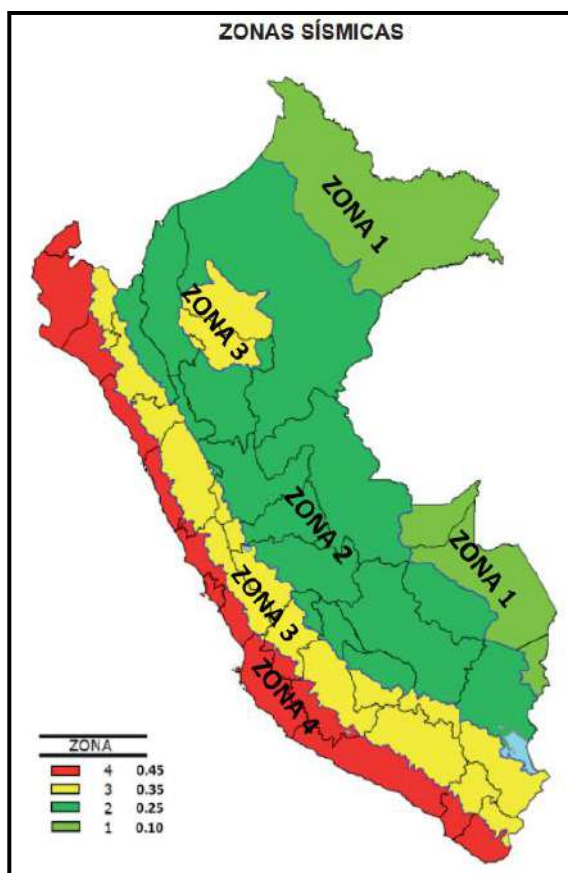 ZONAS SÍSMICAS
ZONA 1
ZONA 3
ZONA 2
ZONA 1
ZONA 3
ZONA 4
ZONA
4 0.45
3 0.35
2 0.25
1 0.10